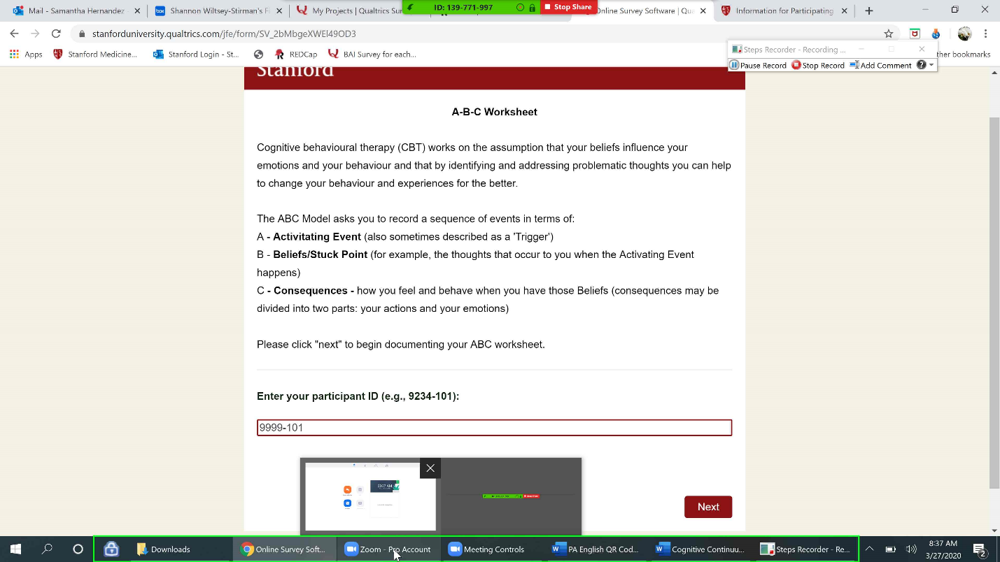 Mail - Samantha Hernandez - O
Shannon Wiltsey-Stirman's Fi
My Projects | Qualtrics Survey
ID: 139-771-997
Stop Share
Online Survey Software | Qua
Information for Participating
stanforduniversity.qualtrics.com/jfe/form/SV_2bMbgeXWEl49OD3
Apps
Stanford Medicine...
Stanford Login - St...
REDCap
BAI Survey for each...
ther bookmarks
Steps Recorder - Recording ...
Pause Record
Stop Record
Add Comment
Stanford
A-B-C Worksheet
Cognitive behavioural therapy (CBT) works on the assumption that your beliefs influence your
emotions and your behaviour and that by identifying and addressing problematic thoughts you can help
to change your behaviour and experiences for the better.
The ABC Model asks you to record a sequence of events in terms of:
A - Activitating Event (also sometimes described as a 'Trigger')
B - Beliefs/Stuck Point (for example, the thoughts that occur to you when the Activating Event
happens)
C - Consequences - how you feel and behave when you have those Beliefs (consequences may be
divided into two parts: your actions and your emotions)
Please click "next" to begin documenting your ABC worksheet.
Enter your participant ID (e.g., 9234-101):
9999-101
08:37 AM
Next
Downloads
Online Survey Soft...
Zoom - Pro Account
Meeting Controls
PA English QR Cod...
Cognitive Continuu...
Steps Recorder - Re...
8:37 AM
3/27/2020
2